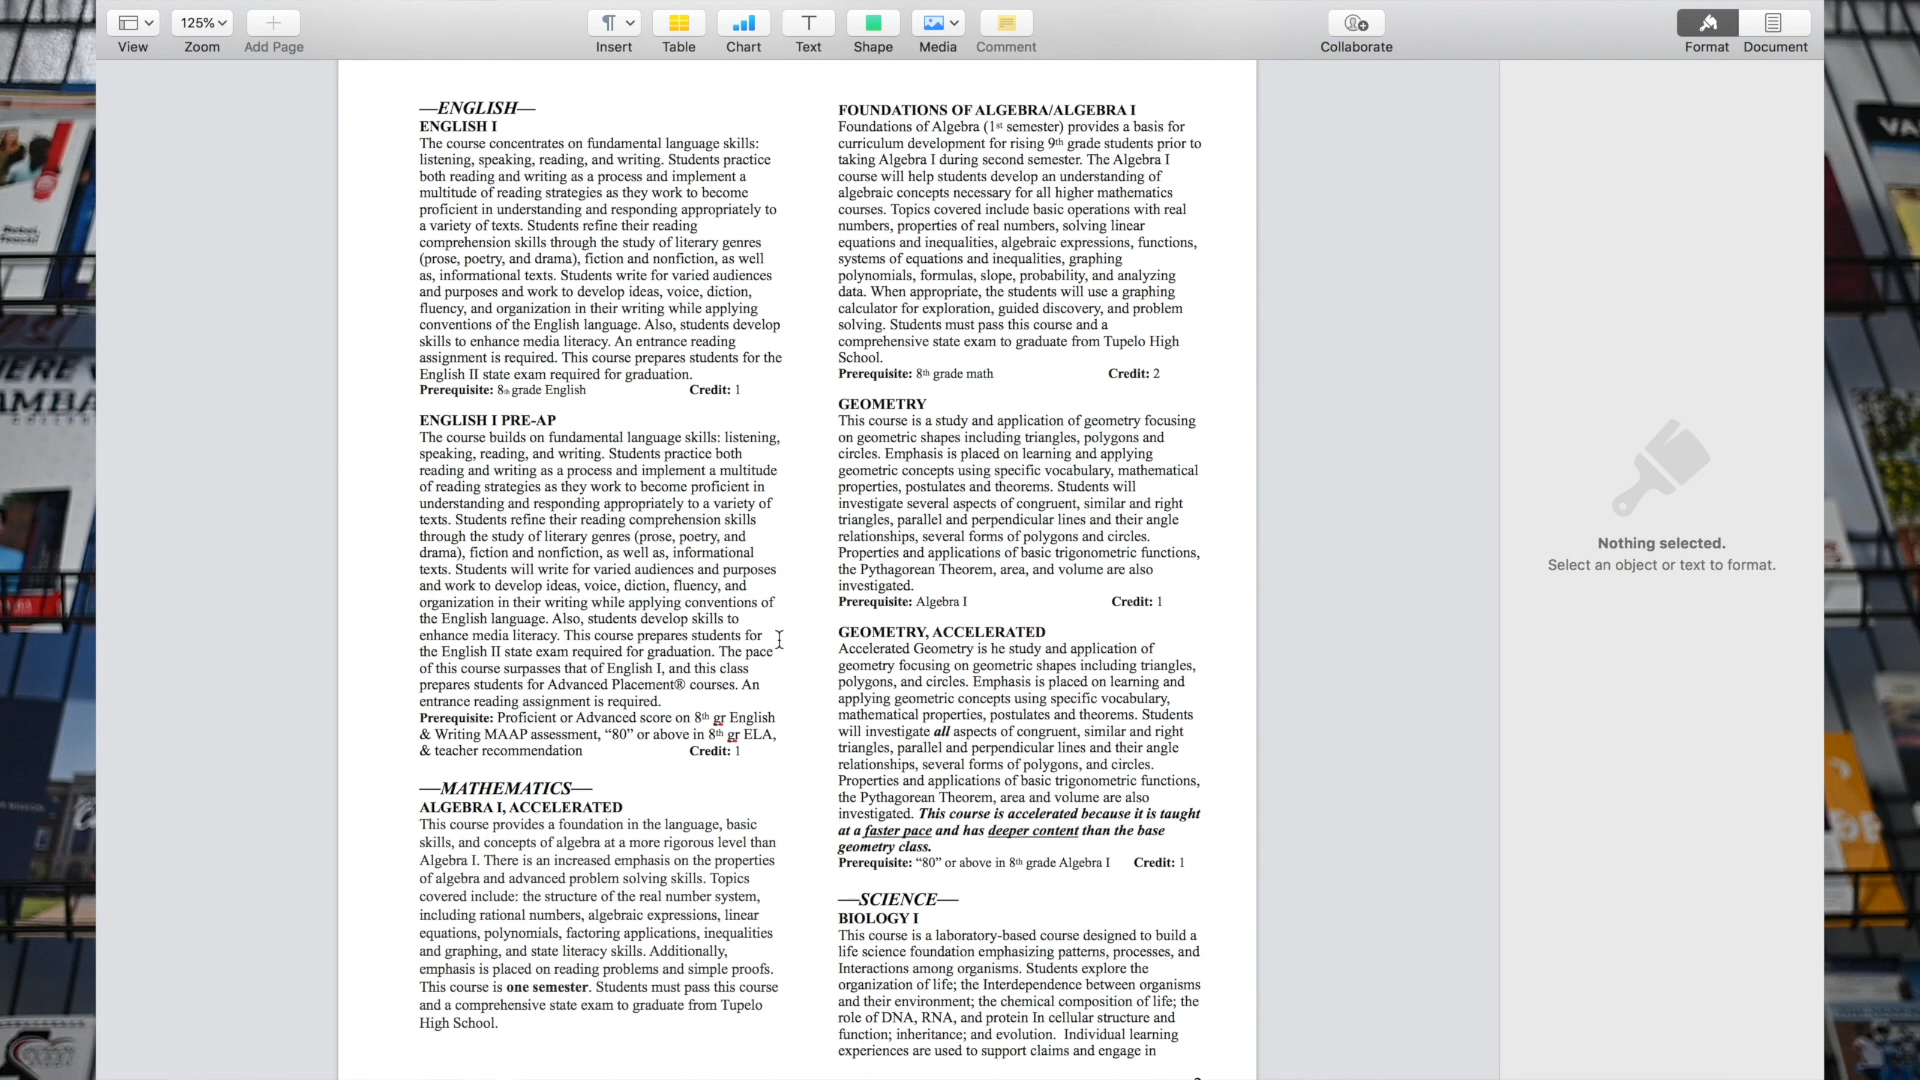 125%
View
Zoom
Add Page
Insert
Table
Chart
Text
Shape
Media
Comment
Collaborate
Format
Document
—ENGLISH—
ENGLISH I
The course concentrates on fundamental language skills:
listening, speaking, reading, and writing. Students practice
both reading and writing as a process and implement a
multitude of reading strategies as they work to become
proficient in understanding and responding appropriately to
a variety of texts. Students refine their reading
comprehension skills through the study of literary genres
(prose, poetry, and drama), fiction and nonfiction, as well
as, informational texts. Students write for varied audiences
and purposes and work to develop ideas, voice, diction,
fluency, and organization in their writing while applying
conventions of the English language. Also, students develop
skills to enhance media literacy. An entrance reading
assignment is required. This course prepares students for the
English II state exam required for graduation.
Prerequisite: 8th grade English Credit: 1
ENGLISH I PRE-AP
The course builds on fundamental language skills: listening,
speaking, reading, and writing. Students practice both
reading and writing as a process and implement a multitude
of reading strategies as they work to become proficient in
understanding and responding appropriately to a variety of
texts. Students refine their reading comprehension skills
through the study of literary genres (prose, poetry, and
drama), fiction and nonfiction, as well as, informational
texts. Students will write for varied audiences and purposes
and work to develop ideas, voice, diction, fluency, and
organization in their writing while applying conventions of
the English language. Also, students develop skills to
enhance media literacy. This course prepares students for
the English II state exam required for graduation. The pace
of this course surpasses that of English I, and this class
prepares students for Advanced Placement® courses. An
entrance reading assignment is required.
Prerequisite: Proficient or Advanced score on 8th gr English
& Writing MAAP assessment, “80” or above in 8th gr ELA,
& teacher recommendation Credit: 1
—MATHEMATICS—
ALGEBRA I, ACCELERATED
This course provides a foundation in the language, basic
skills, and concepts of algebra at a more rigorous level than
Algebra I. There is an increased emphasis on the properties
of algebra and advanced problem solving skills. Topics
covered include: the structure of the real number system,
including rational numbers, algebraic expressions, linear
equations, polynomials, factoring applications, inequalities
and graphing, and state literacy skills. Additionally,
emphasis is placed on reading problems and simple proofs.
This course is one semester. Students must pass this course
and a comprehensive state exam to graduate from Tupelo
High School.
FOUNDATIONS OF ALGEBRA/ALGEBRA I
Foundations of Algebra (1st semester) provides a basis for
curriculum development for rising 9th grade students prior to
taking Algebra I during second semester. The Algebra I
course will help students develop an understanding of
algebraic concepts necessary for all higher mathematics
courses. Topics covered include basic operations with real
numbers, properties of real numbers, solving linear
equations and inequalities, algebraic expressions, functions,
systems of equations and inequalities, graphing
polynomials, formulas, slope, probability, and analyzing
data. When appropriate, the students will use a graphing
calculator for exploration, guided discovery, and problem
solving. Students must pass this course and a
comprehensive state exam to graduate from Tupelo High
School.
Prerequisite: 8th grade math Credit: 2
GEOMETRY
This course is a study and application of geometry focusing
on geometric shapes including triangles, polygons and
circles. Emphasis is placed on learning and applying
geometric concepts using specific vocabulary, mathematical
properties, postulates and theorems. Students will
investigate several aspects of congruent, similar and right
triangles, parallel and perpendicular lines and their angle
relationships, several forms of polygons and circles.
Properties and applications of basic trigonometric functions,
the Pythagorean Theorem, area, and volume are also
investigated.
Prerequisite: Algebra I Credit: 1
GEOMETRY, ACCELERATED
Accelerated Geometry is he study and application of
geometry focusing on geometric shapes including triangles,
polygons, and circles. Emphasis is placed on learning and
applying geometric concepts using specific vocabulary,
mathematical properties, postulates and theorems. Students
will investigate all aspects of congruent, similar and right
triangles, parallel and perpendicular lines and their angle
relationships, several forms of polygons, and circles.
Properties and applications of basic trigonometric functions,
the Pythagorean Theorem, area and volume are also
investigated. This course is accelerated because it is taught
at a faster pace and has deeper content than the base
geometry class.
Prerequisite: “80” or above in 8th grade Algebra I Credit: 1
—SCIENCE—
BIOLOGY I
This course is a laboratory-based course designed to build a
life science foundation emphasizing patterns, processes, and
Interactions among organisms. Students explore the
organization of life; the Interdependence between organisms
and their environment; the chemical composition of life; the
role of DNA, RNA, and protein In cellular structure and
function; inheritance; and evolution. Individual learning
experiences are used to support claims and engage in
Nothing selected.
Select an object or text to format.